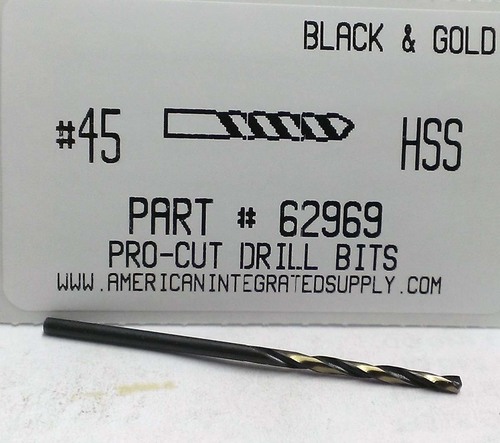 BLACK & GOLD
#45 HSS
PART # 62969
PRO-CUT DRILL BITS
WWW.AMERICANINTEGRATEDSUPPLY.COM